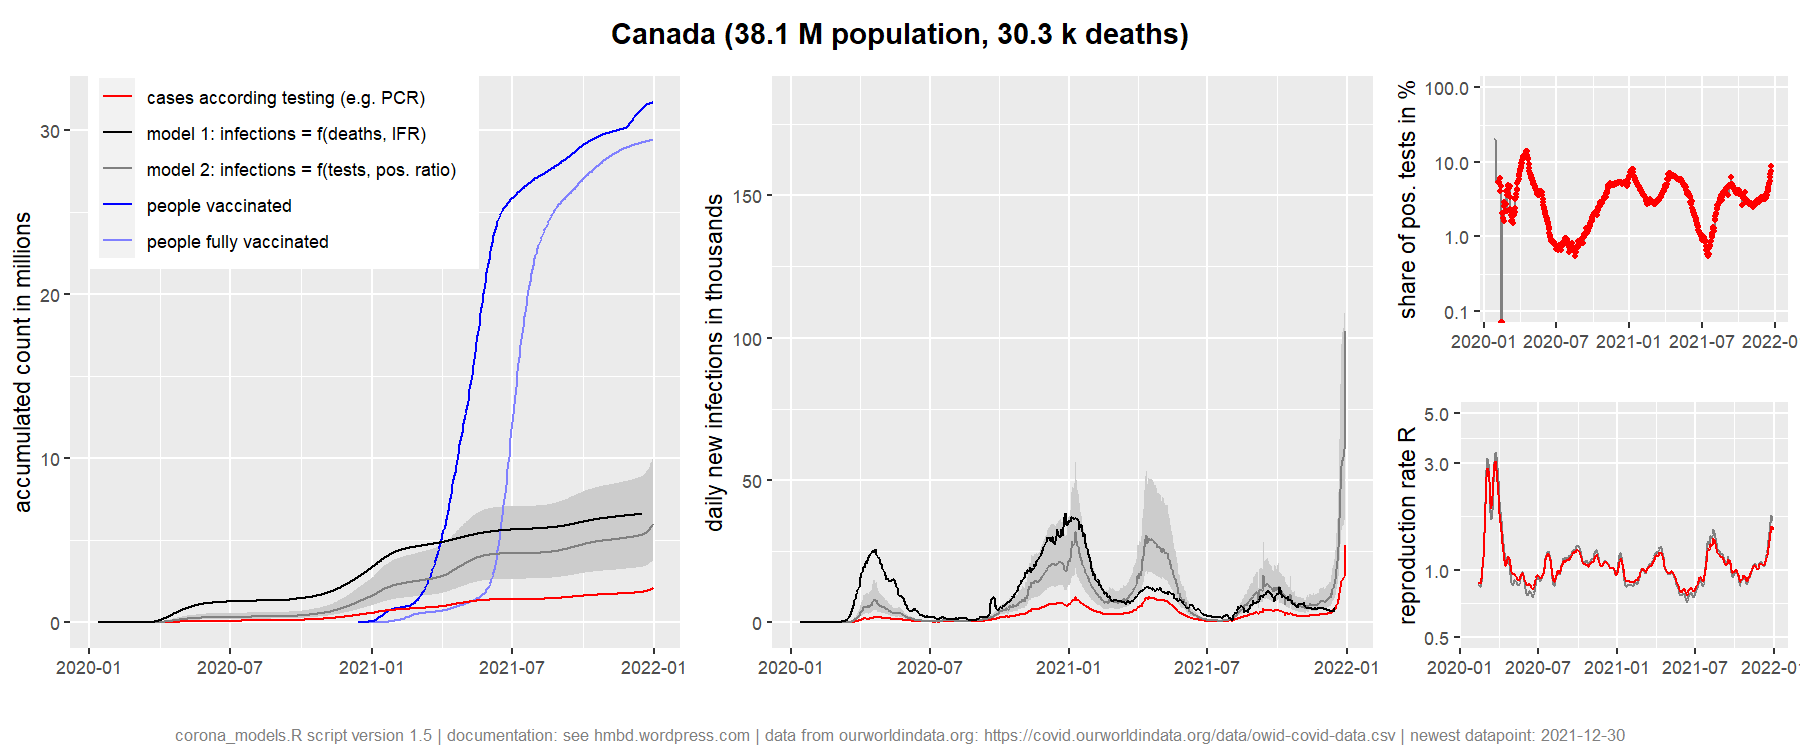 Canada (38.1 M population, 30.3 k deaths)
cases according testing (e.g. PCR)
model 1: infections = f(deaths, IFR)
model 2: infections = f(tests, pos. ratio)
people vaccinated
people fully vaccinated
accumulated count in millions
30
20
10
0
2020-01 2020-07 2021-01 2021-07 2022-01
daily new infections in thousands
150
100
50
0
2020-01 2020-07 2021-01 2021-07 2022-01
share of pos. tests in %
100.0
10.0
1.0
0.1
2020-01 2020-07 2021-01 2021-07 2022-0
reproduction rate R
5.0
3.0
1.0
0.5
2020-01 2020-07 2021-01 2021-07 2022-01
corona_models.R script version 1.5 | documentation: see hmbd.wordpress.com | data from ourworldindata.org: https://covid.ourworldindata.org/data/owid-covid-data.csv | newest datapoint: 2021-12-30